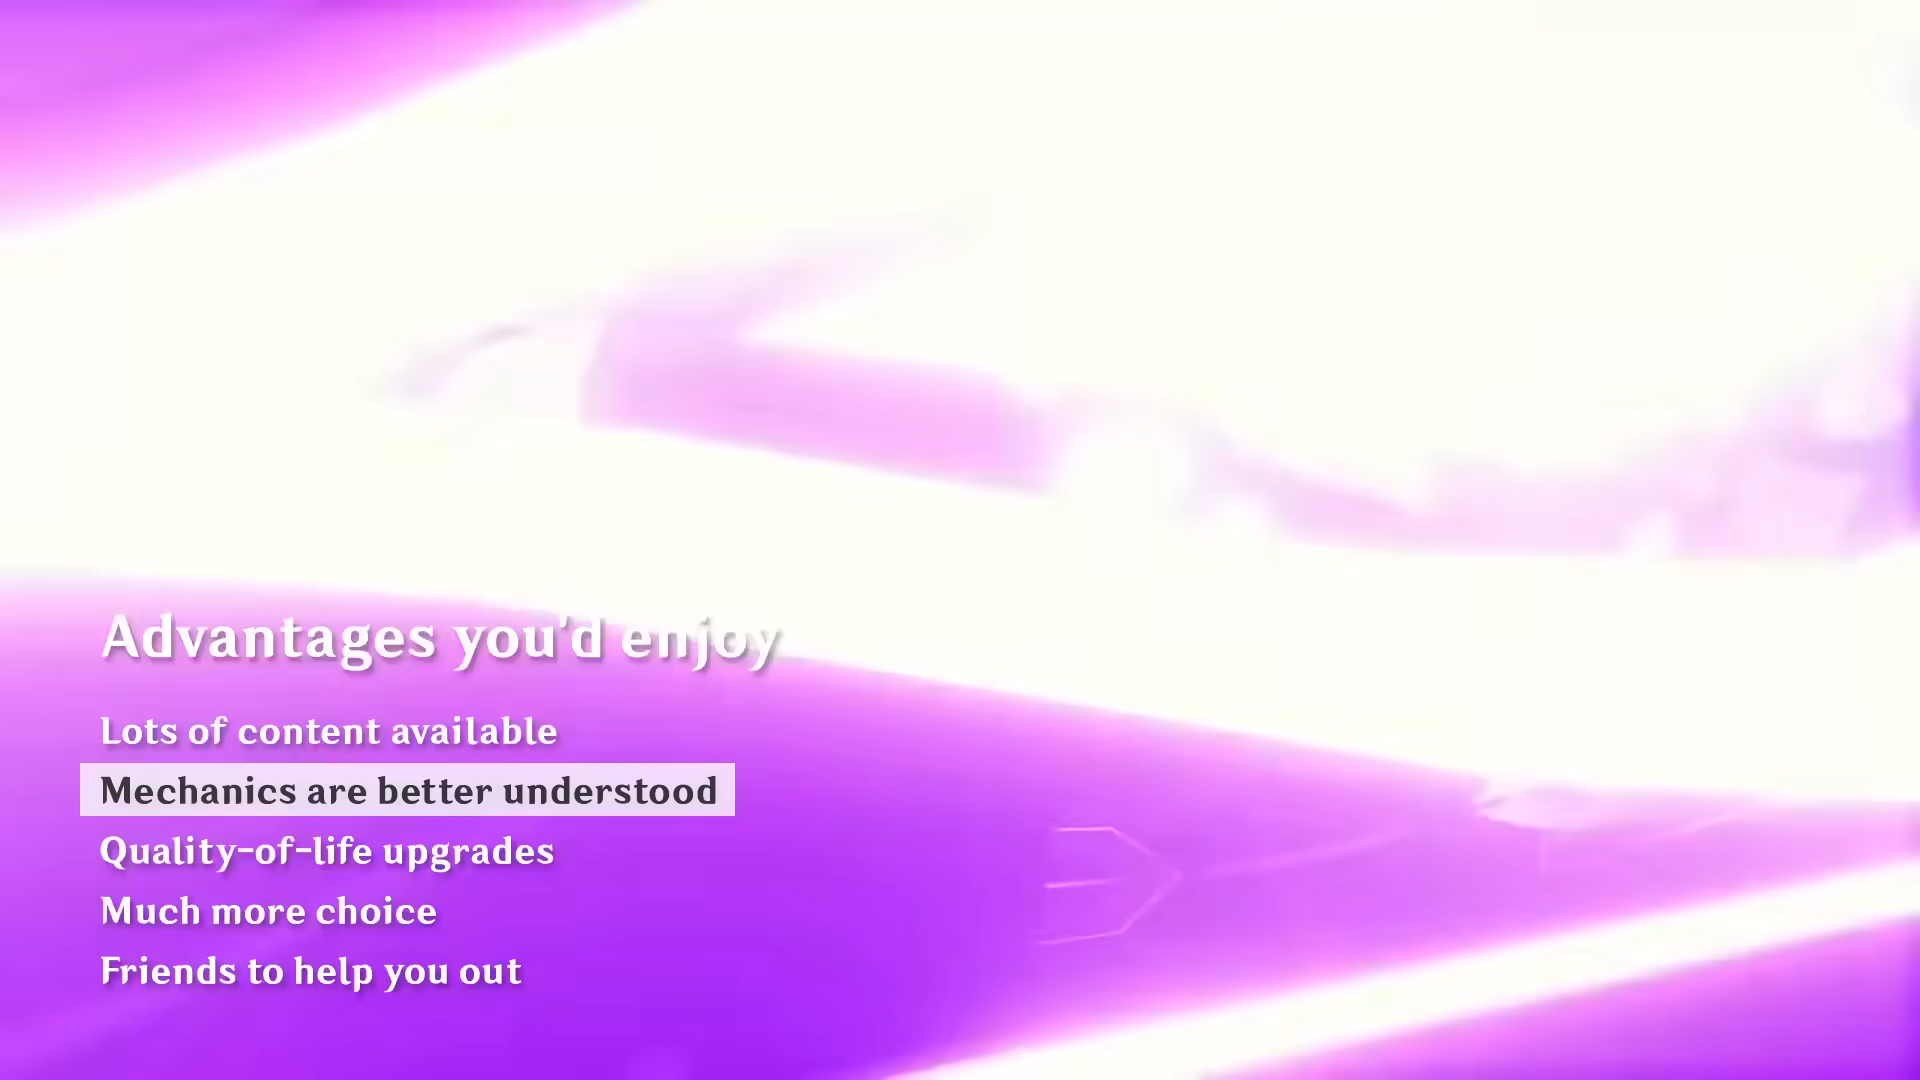 Advantages you'd enjoy
Lots of content available
Mechanics are better understood
Quality-of-life upgrades
Much more choice
Friends to help you out